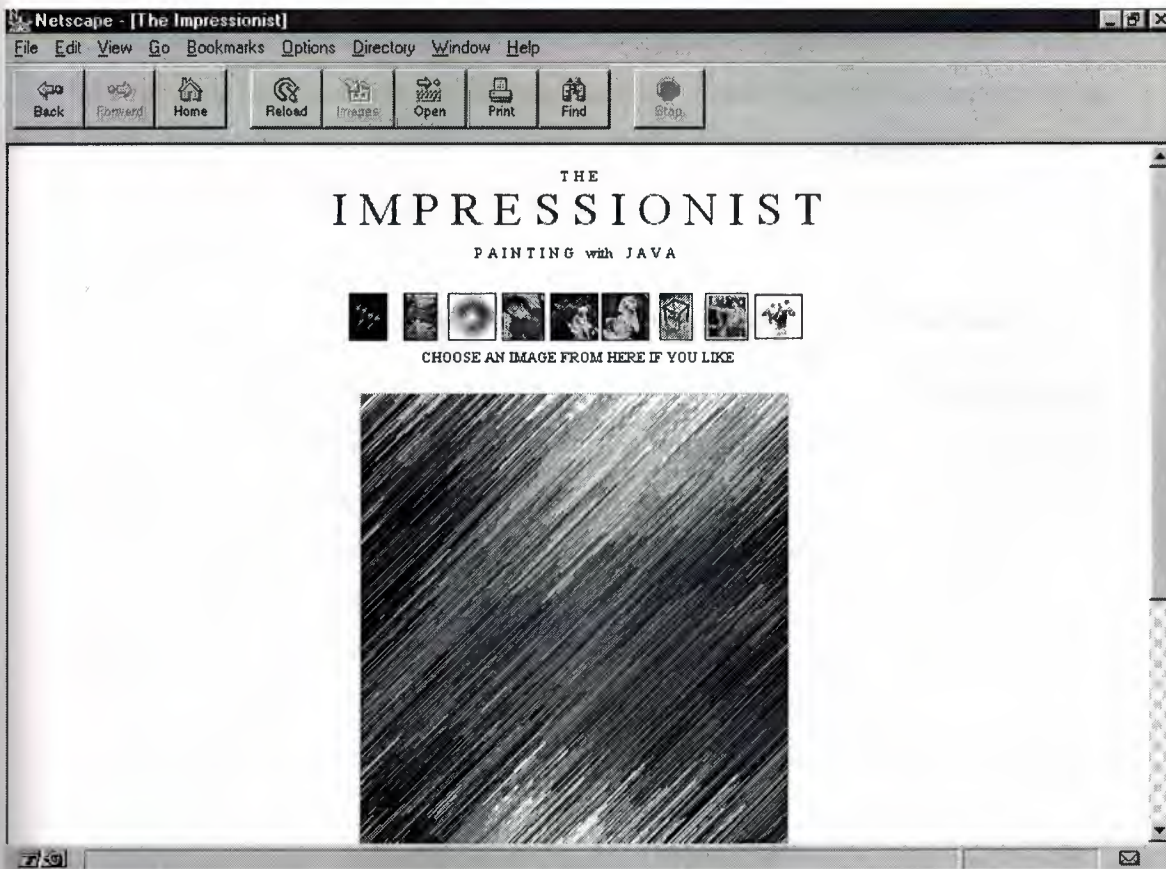 Netscape - [The Impressionist]
File Edit View Go Bookmarks Options Directory Window Help
Back Forward Home Reload Images Open Print Find Stop
THE
IMPRESSIONIST
PAINTING with JAVA
CHOOSE AN IMAGE FROM HERE IF YOU LIKE